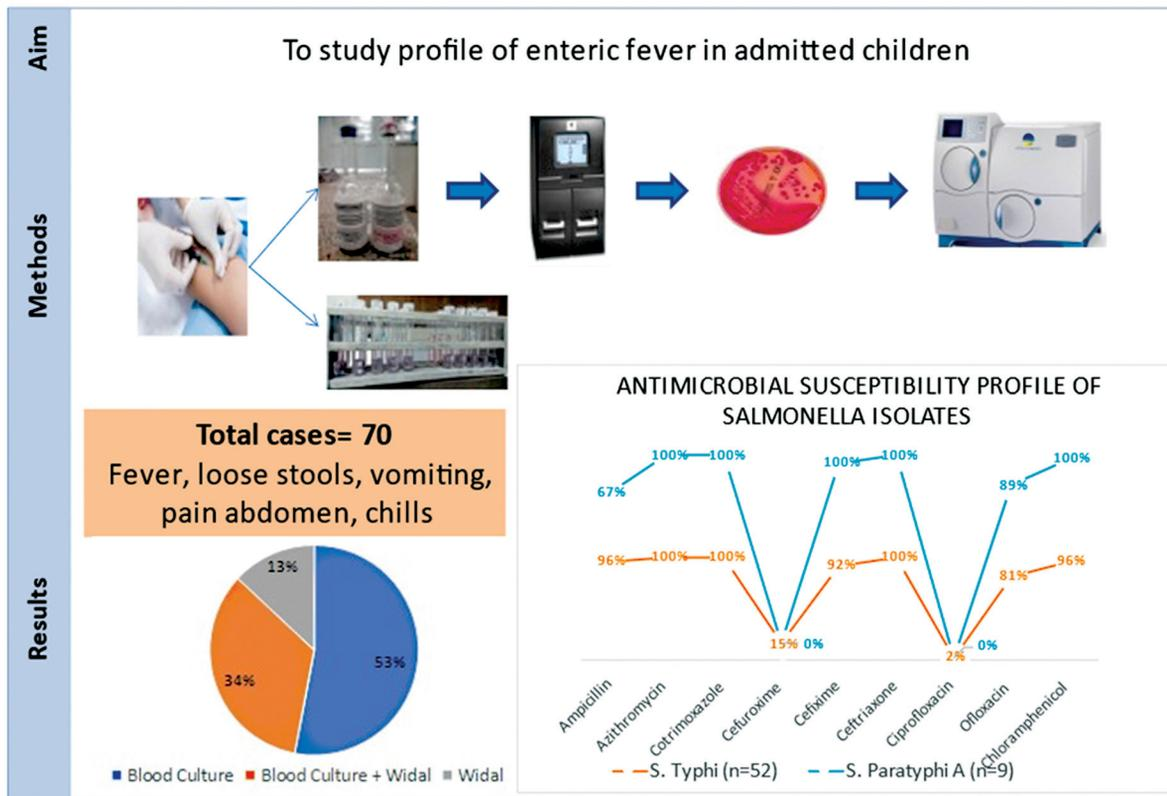 Aim
To study profile of enteric fever in admitted children
Methods
Results
Total cases= 70
Fever, loose stools, vomiting,
pain abdomen, chills
13%
34%
53%
Blood Culture
Blood Culture + Widal
Widal
ANTIMICROBIAL SUSCEPTIBILITY PROFILE OF
SALMONELLA ISOLATES
67%
100%
100%
100%
100%
89%
100%
96%
100%
100%
92%
100%
81%
96%
15%
0%
2%
0%
Ampicillin
Azithromycin
Cotrimoxazole
Cefuroxime
Cefixime
Ceftriaxone
Ciprofloxacin
Ofloxacin
Chloramphenicol
S. Typhi (n=52)
S. Paratyphi A (n=9)